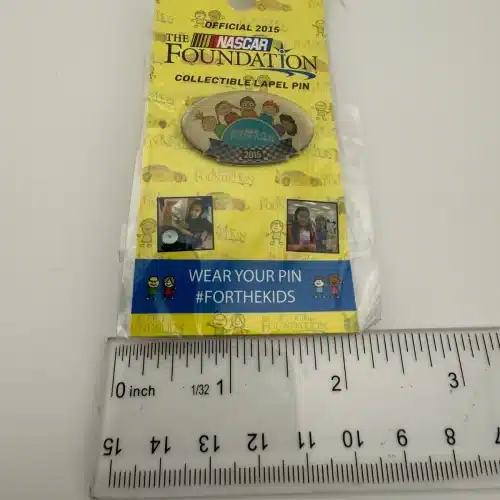 OFFICIAL 2015
THE NASCAR
FOUNDATION
COLLECTIBLE LAPEL PIN
2015
WEAR YOUR PIN
#FORTHEKIDS
0 inch 1/32 1 2 3
15 14 13 12 11 10 9 8 7